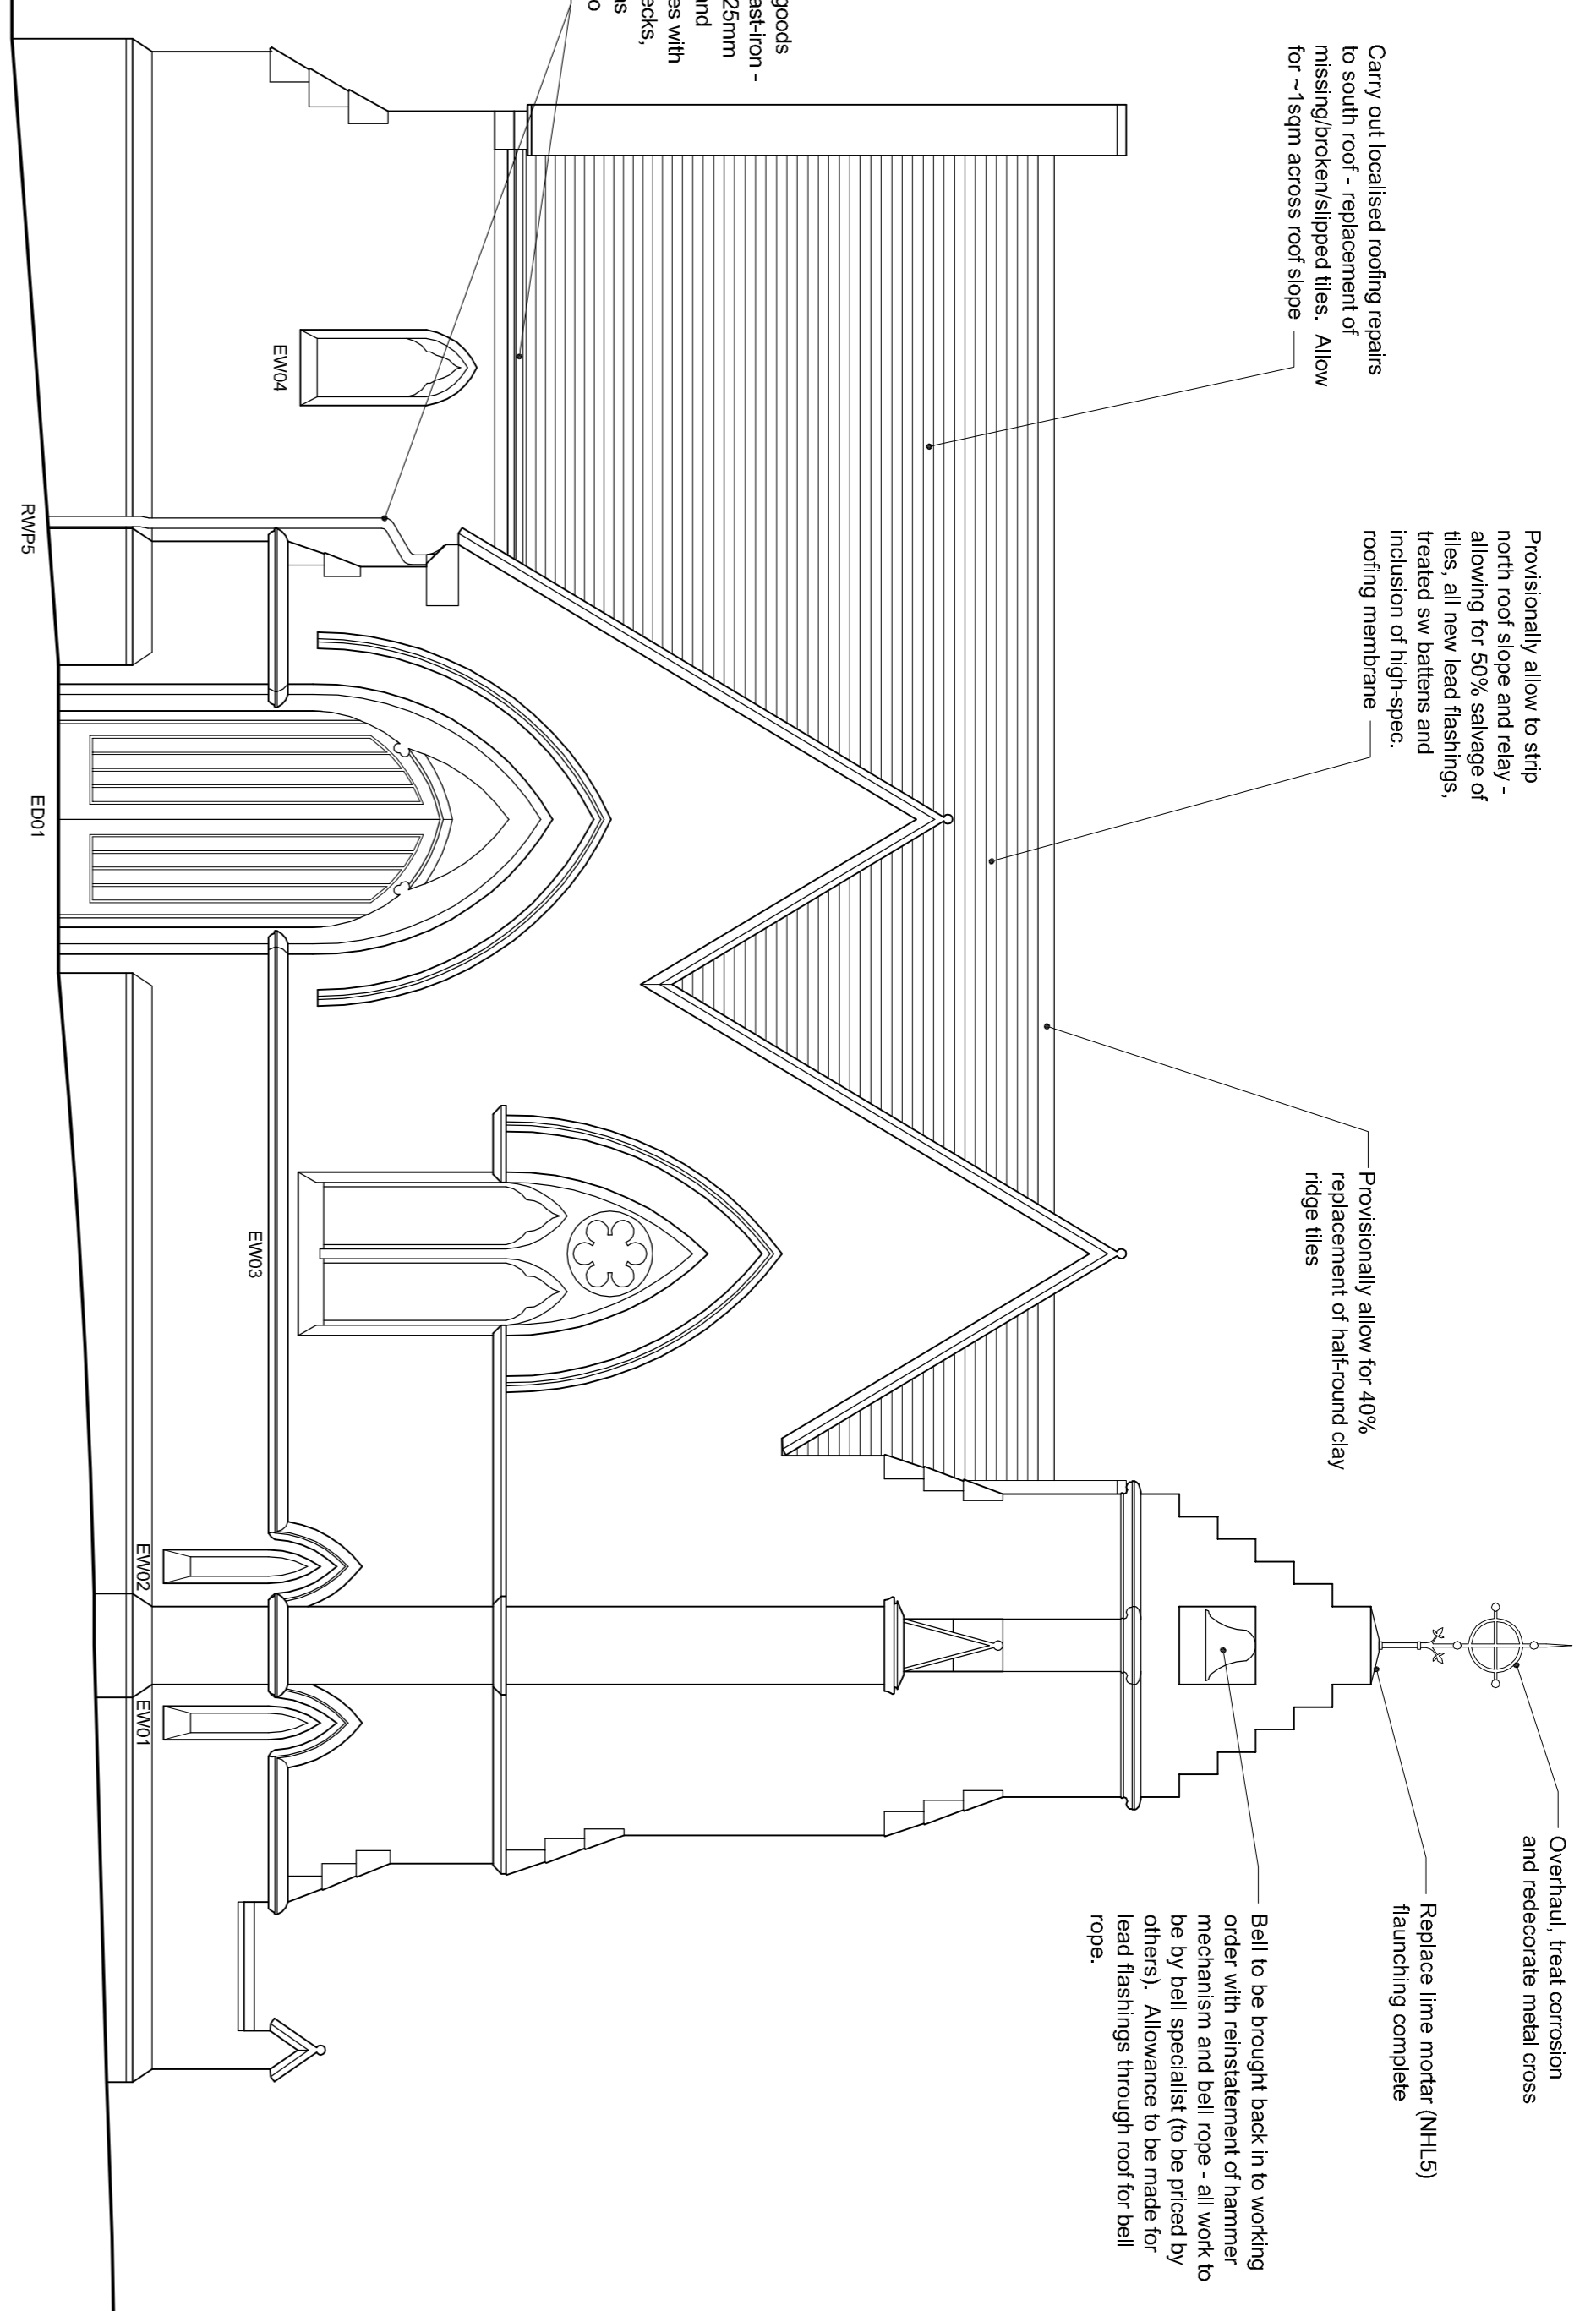 Carry out localised roofing repairs
to south roof - replacement of
missing/broken/slipped tiles.  Allow
for ~1sqm across roof slope
Provisionally allow to strip
north roof slope and relay -
allowing for 50% salvage of
tiles, all new lead flashings,
treated sw battens and
inclusion of high-spec.
roofing membrane
Provisionally allow for 40%
replacement of half-round clay
ridge tiles
Overhaul, treat corrosion
and redecorate metal cross
Replace lime mortar (NHL5)
flaunching complete
Bell to be brought back in to working
order with reinstatement of hammer
mechanism and bell rope - all work to
be by bell specialist (to be priced by
others).  Allowance to be made for
lead flashings through roof for bell
rope.
goods
ast-iron -
25mm
and
es with
ecks,
as
o
EW04
RWP5
ED01
EW03
EW02
EW01